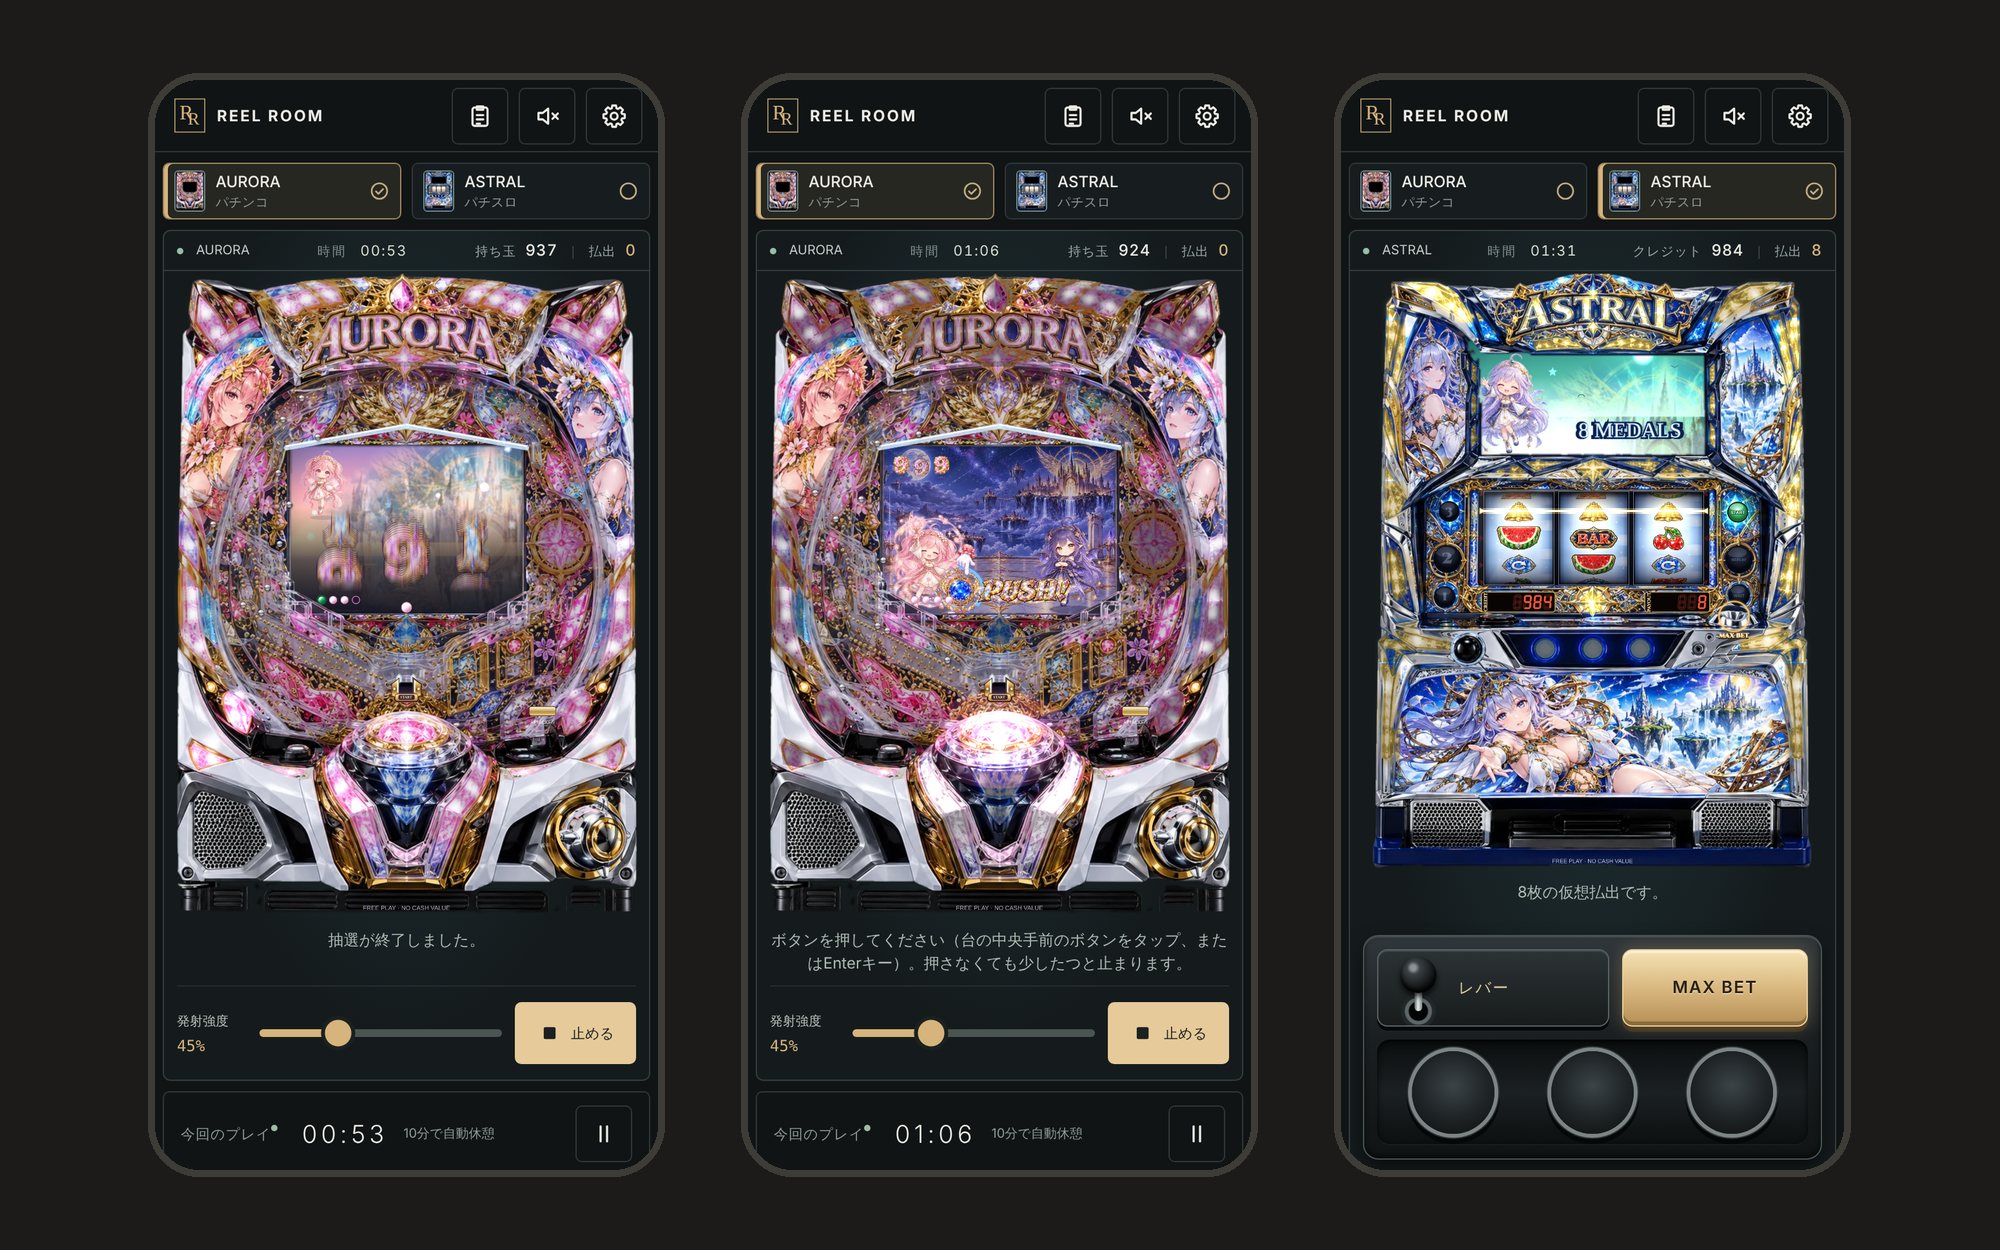 RR REEL ROOM
AURORA
パチンコ
ASTRAL
パチスロ
AURORA 時間 00:53 持ち玉 937 払出 0
AURORA
START
FREE PLAY · NO CASH VALUE
抽選が終了しました。
発射強度
45%
止める
今回のプレイ 00:53 10分で自動休憩
RR REEL ROOM
AURORA
パチンコ
ASTRAL
パチスロ
AURORA 時間 01:06 持ち玉 924 払出 0
AURORA
999
PUSH!!
START
FREE PLAY · NO CASH VALUE
ボタンを押してください（台の中央手前のボタンをタップ、また
はEnterキー）。押さなくても少したつと止まります。
発射強度
45%
止める
今回のプレイ 01:06 10分で自動休憩
RR REEL ROOM
AURORA
パチンコ
ASTRAL
パチスロ
ASTRAL 時間 01:31 クレジット 984 払出 8
ASTRAL
8 MEDALS
START
BAR
2
1
984
8
MAX BET
FREE PLAY · NO CASH VALUE
8枚の仮想払出です。
レバー
MAX BET